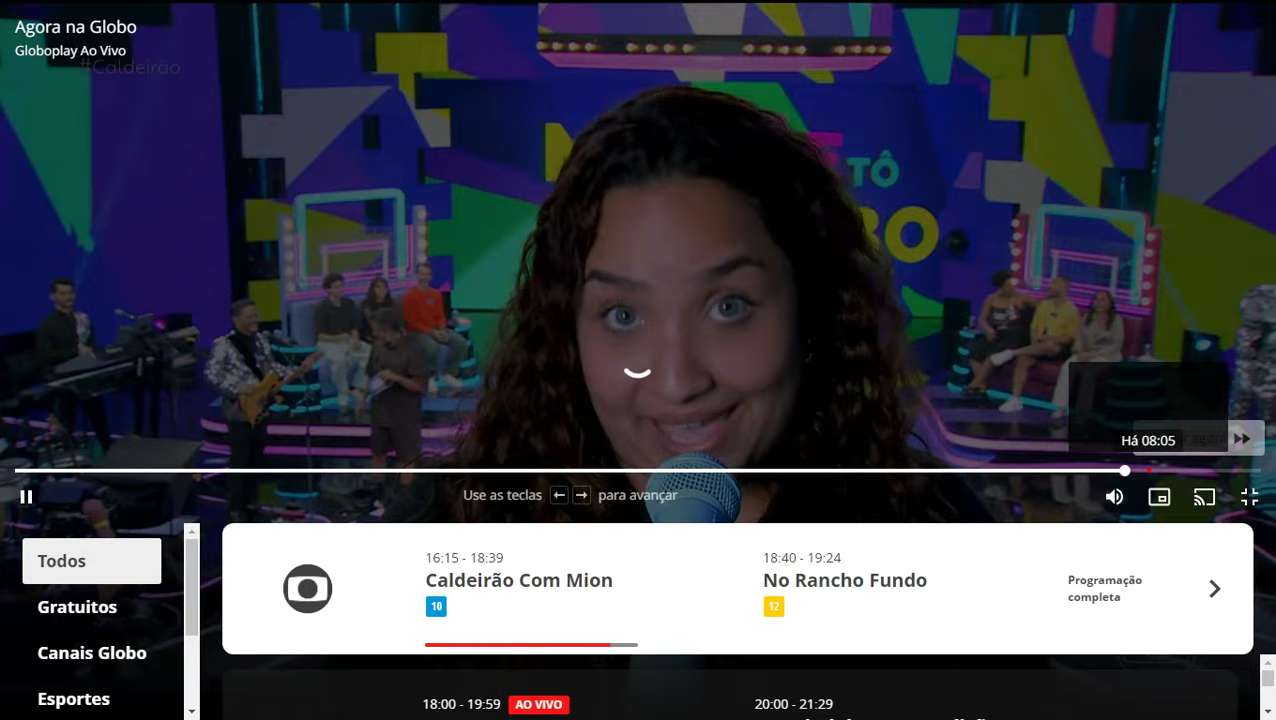 Agora na Globo
Globoplay Ao Vivo
#Caldeirão
TÔ
Há 08:05
Use as teclas ← → para avançar
Todos
Gratuitos
Canais Globo
Esportes
16:15 - 18:39
Caldeirão Com Mion
10
18:40 - 19:24
No Rancho Fundo
12
Programação
completa
18:00 - 19:59 AO VIVO
20:00 - 21:29